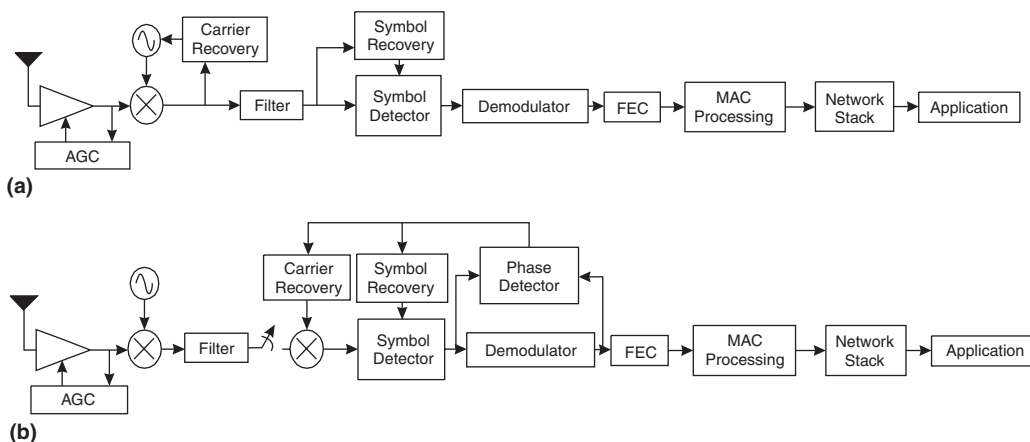 Carrier
Recovery
Symbol
Recovery
AGC
Filter
Symbol
Detector
Demodulator
FEC
MAC
Processing
Network
Stack
Application
(a)
Carrier
Recovery
Symbol
Recovery
Phase
Detector
AGC
Filter
Symbol
Detector
Demodulator
FEC
MAC
Processing
Network
Stack
Application
(b)